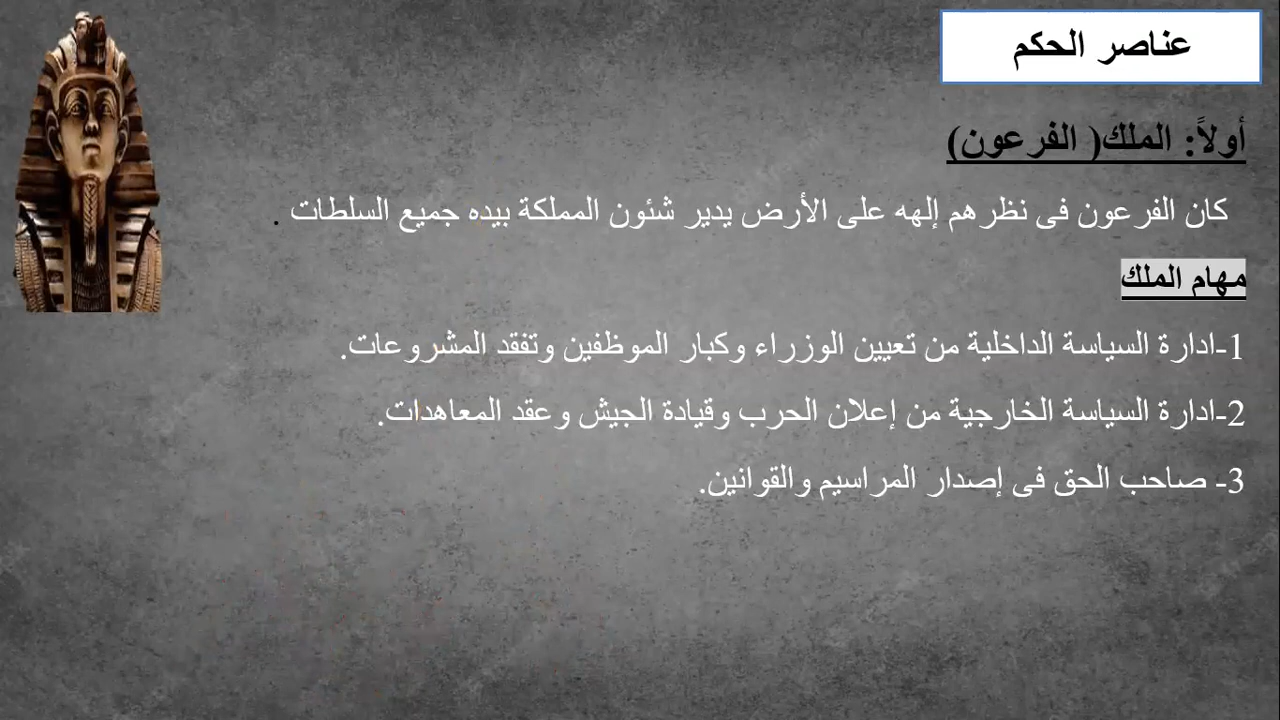 عناصر الحكم
أولاً: الملك( الفرعون)
كان الفرعون فى نظرهم إلهه على الأرض يدير شئون المملكة بيده جميع السلطات .
مهام الملك
1-ادارة السياسة الداخلية من تعيين الوزراء وكبار الموظفين وتفقد المشروعات.
2-ادارة السياسة الخارجية من إعلان الحرب وقيادة الجيش وعقد المعاهدات.
3- صاحب الحق فى إصدار المراسيم والقوانين.